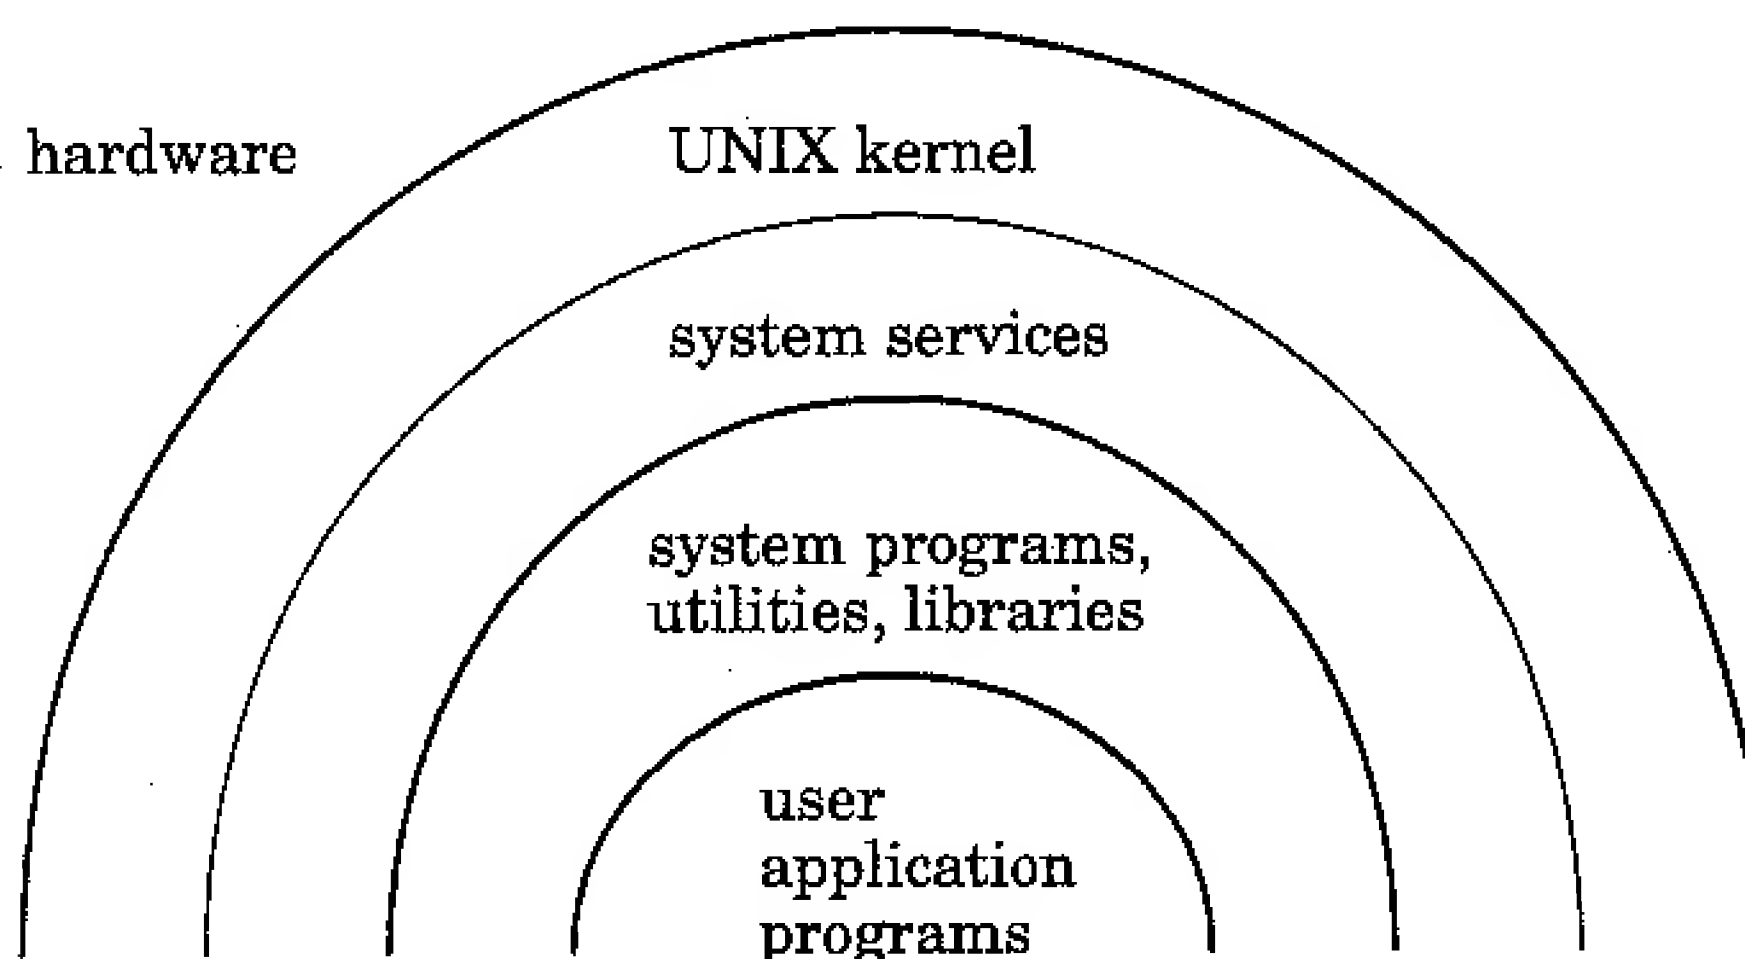 hardware
UNIX kernel
system services
system programs,
utilities, libraries
user
application
programs